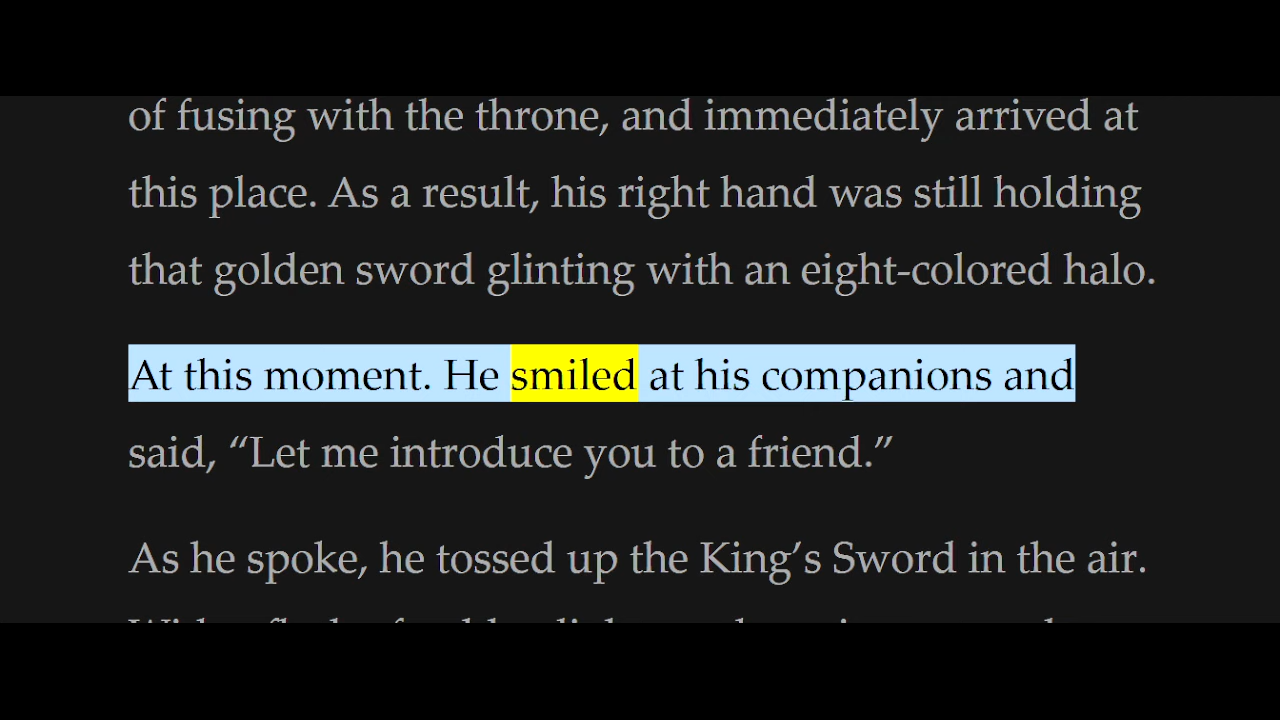 of fusing with the throne, and immediately arrived at
this place. As a result, his right hand was still holding
that golden sword glinting with an eight-colored halo.
At this moment. He smiled at his companions and
said, “Let me introduce you to a friend.”
As he spoke, he tossed up the King’s Sword in the air.